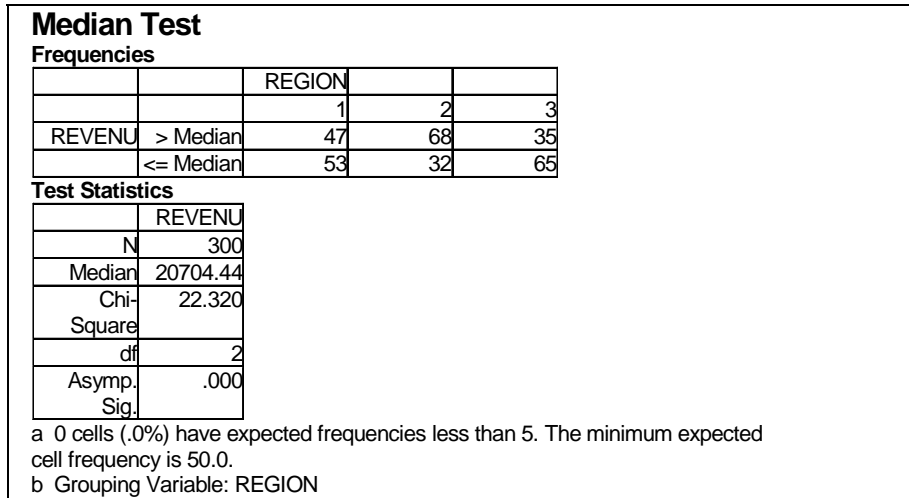 Median Test
Frequencies
REGION
1 2 3
REVENU > Median 47 68 35
<= Median 53 32 65
Test Statistics
REVENU
N 300
Median 20704.44
Chi- 22.320
Square
df 2
Asymp. .000
Sig.
a 0 cells (.0%) have expected frequencies less than 5. The minimum expected
cell frequency is 50.0.
b Grouping Variable: REGION